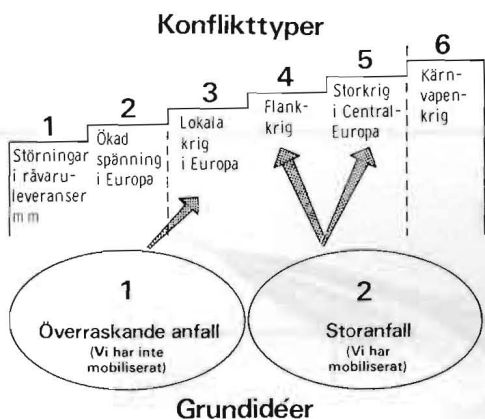 Konflikttyper
1
Störningar
i råvaru-
leveranser
m m
2
Ökad
spänning
i Europa
3
Lokala
krig
i Europa
4
Flank-
krig
5
Storkrig
i Central-
Europa
6
Kärn-
vapen-
krig
1
Överraskande anfall
(Vi har inte
mobiliserat)
2
Storanfall
(Vi har
mobiliserat)
Grundidéer